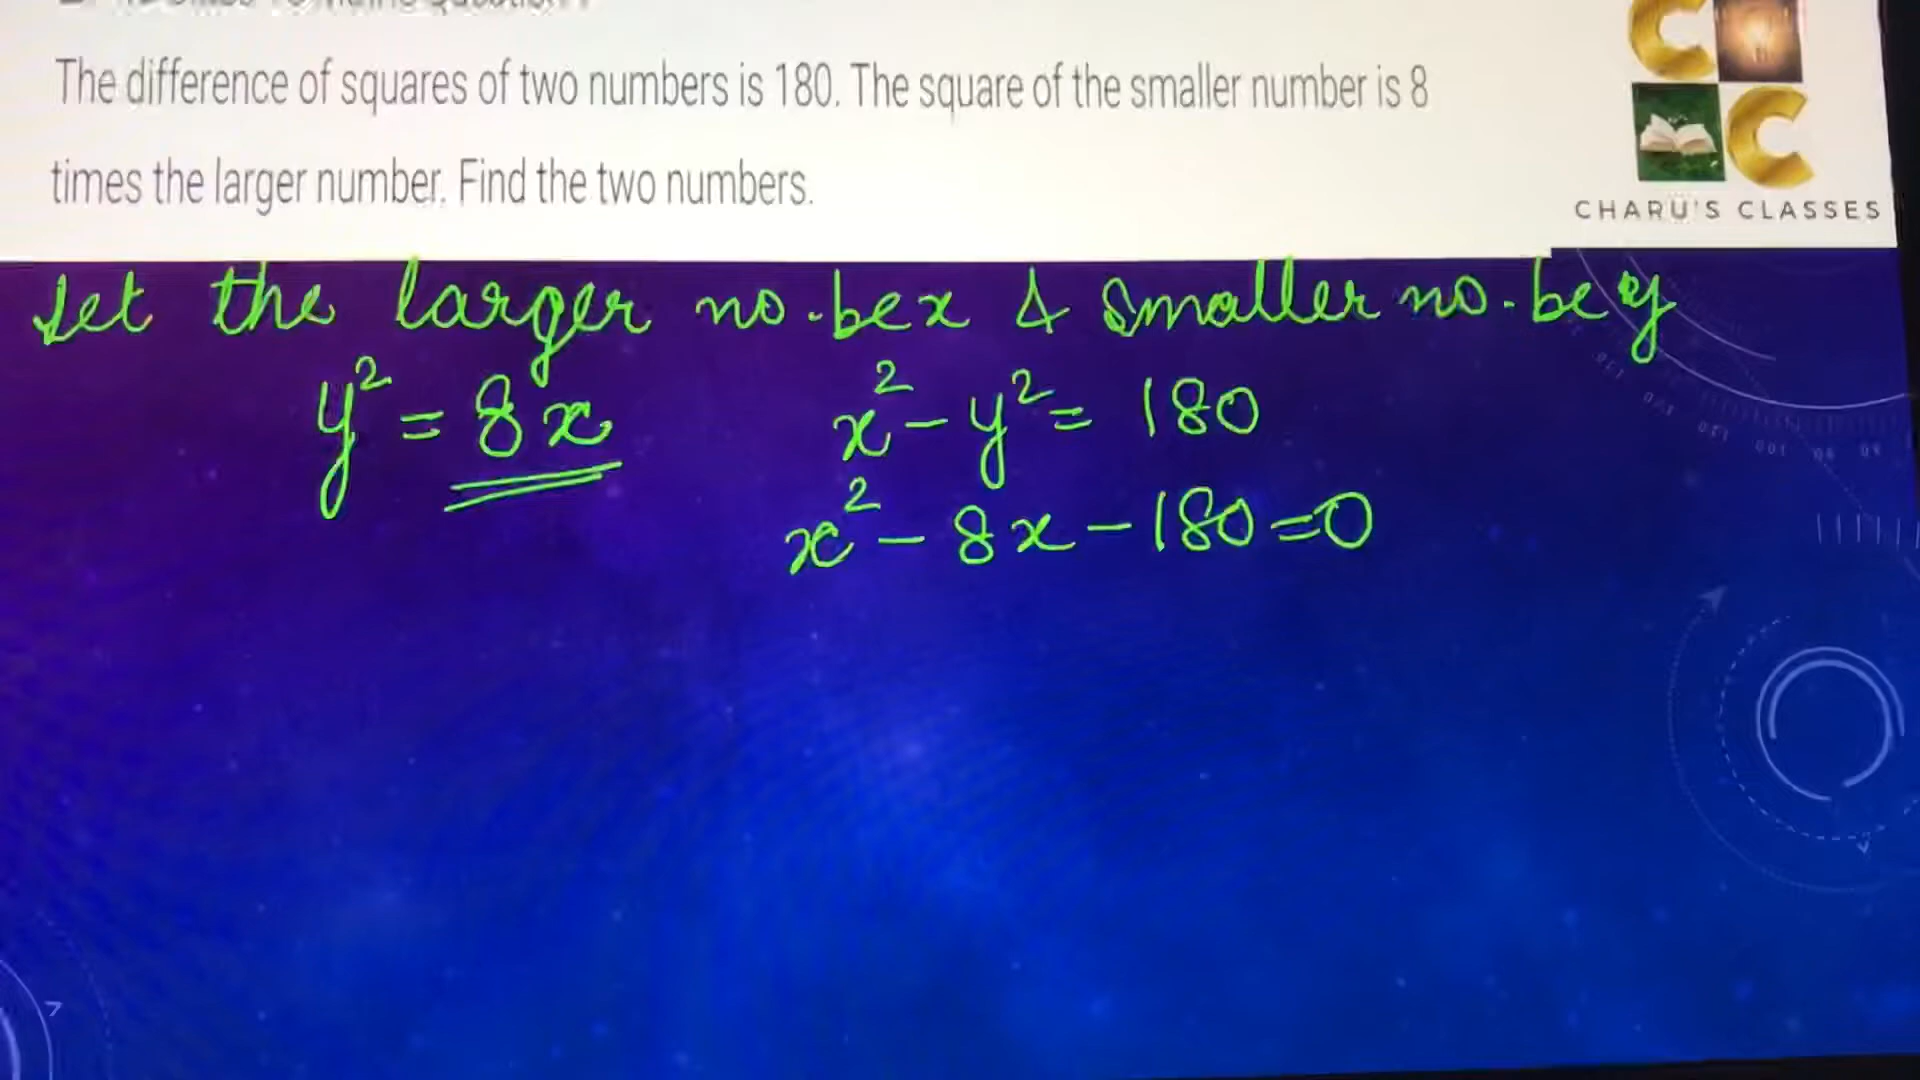 The difference of squares of two numbers is 180. The square of the smaller number is 8
times the larger number. Find the two numbers.
CHARU'S CLASSES
Let the larger no. be x & smaller no. be y
y² = 8x
x² - y² = 180
x² - 8x - 180 = 0
7